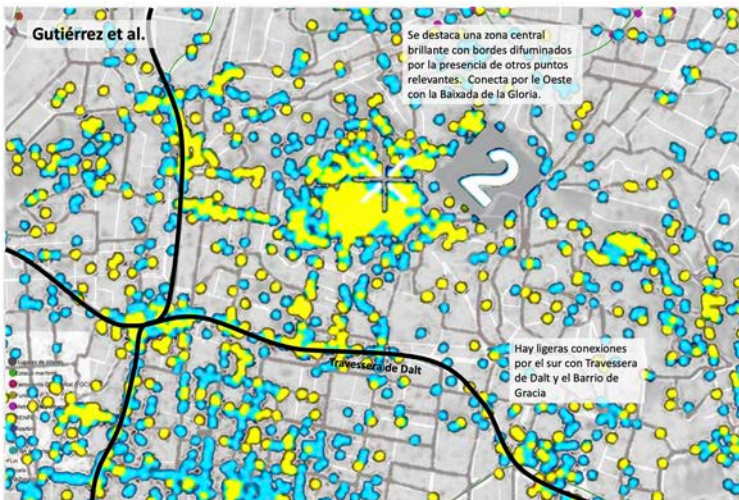 Gutiérrez et al.
Se destaca una zona central
brillante con bordes difuminados
por la presencia de otros puntos
relevantes. Conecta por le Oeste
con la Baixada de la Gloria.
2
Travessera de Dalt
Hay ligeras conexiones
por el sur con Travessera
de Dalt y el Barrio de
Gracia